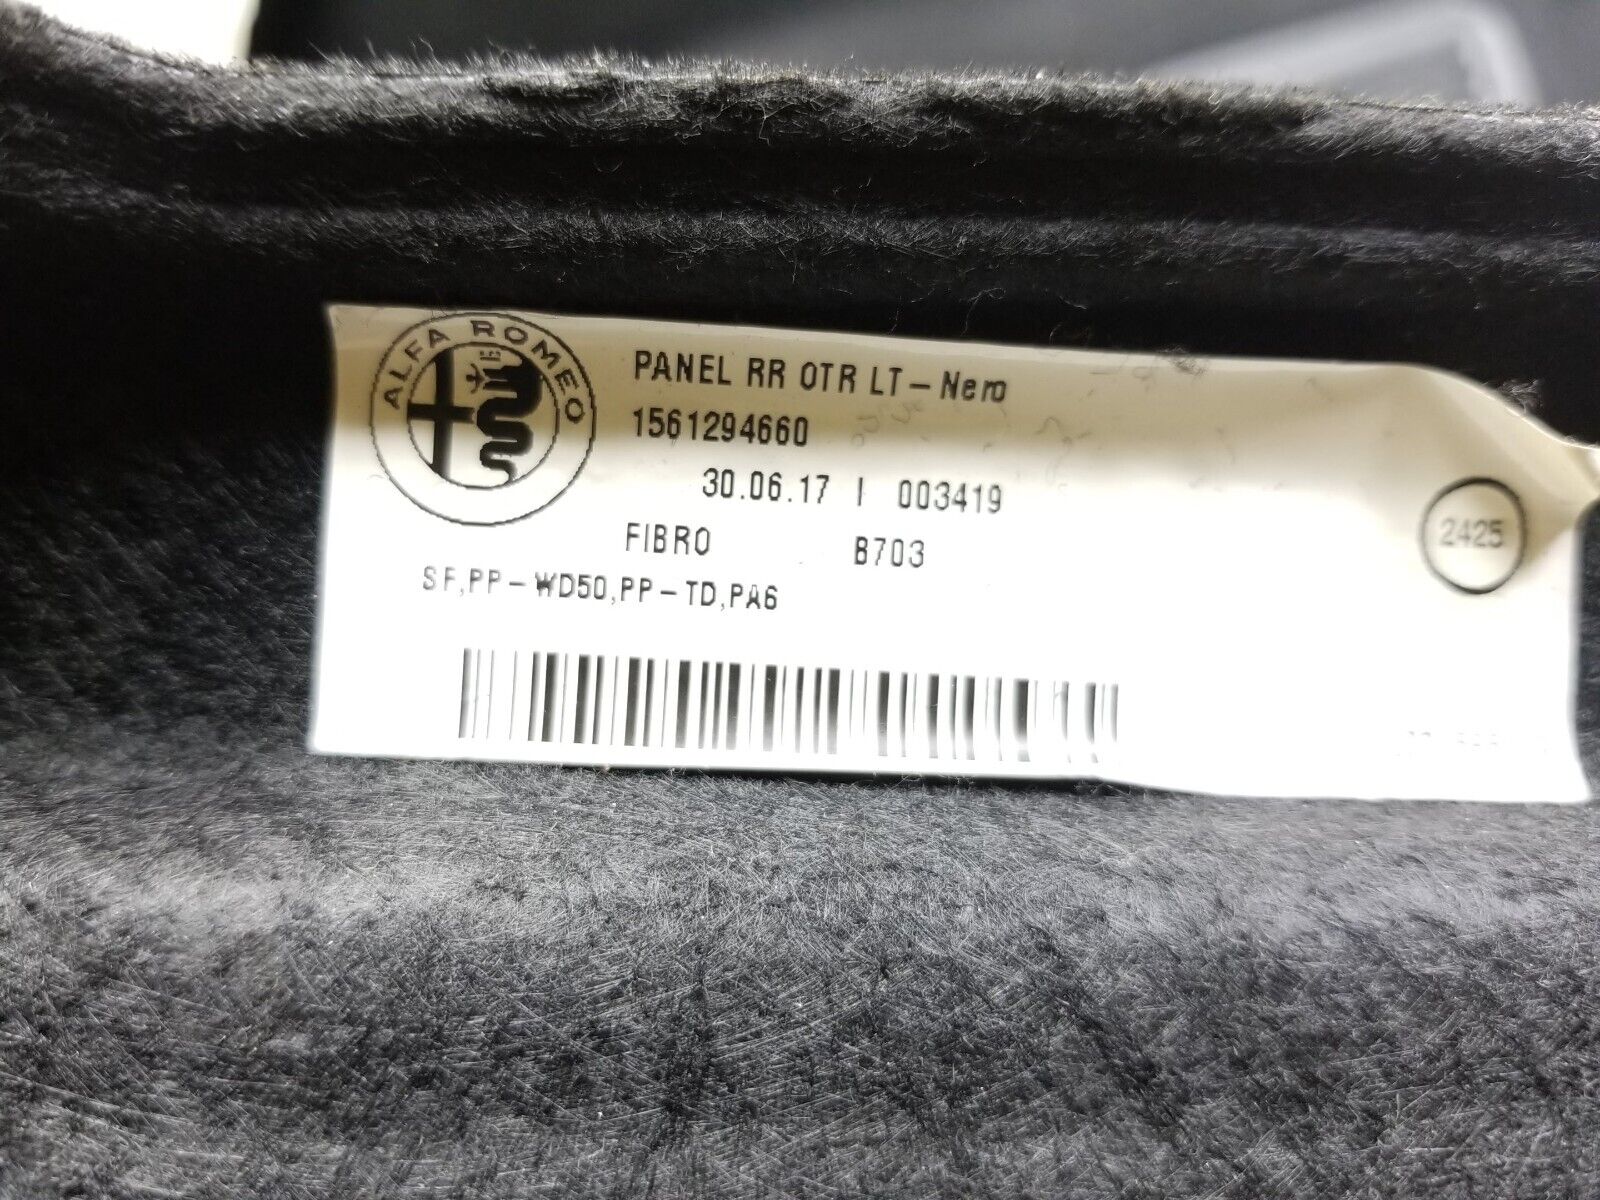 ALFA ROMEO
PANEL RR OTR LT-Nero
1561294660
30.06.17 | 003419
FIBRO B703
2425
SF,PP-WD50,PP-TD,PA6